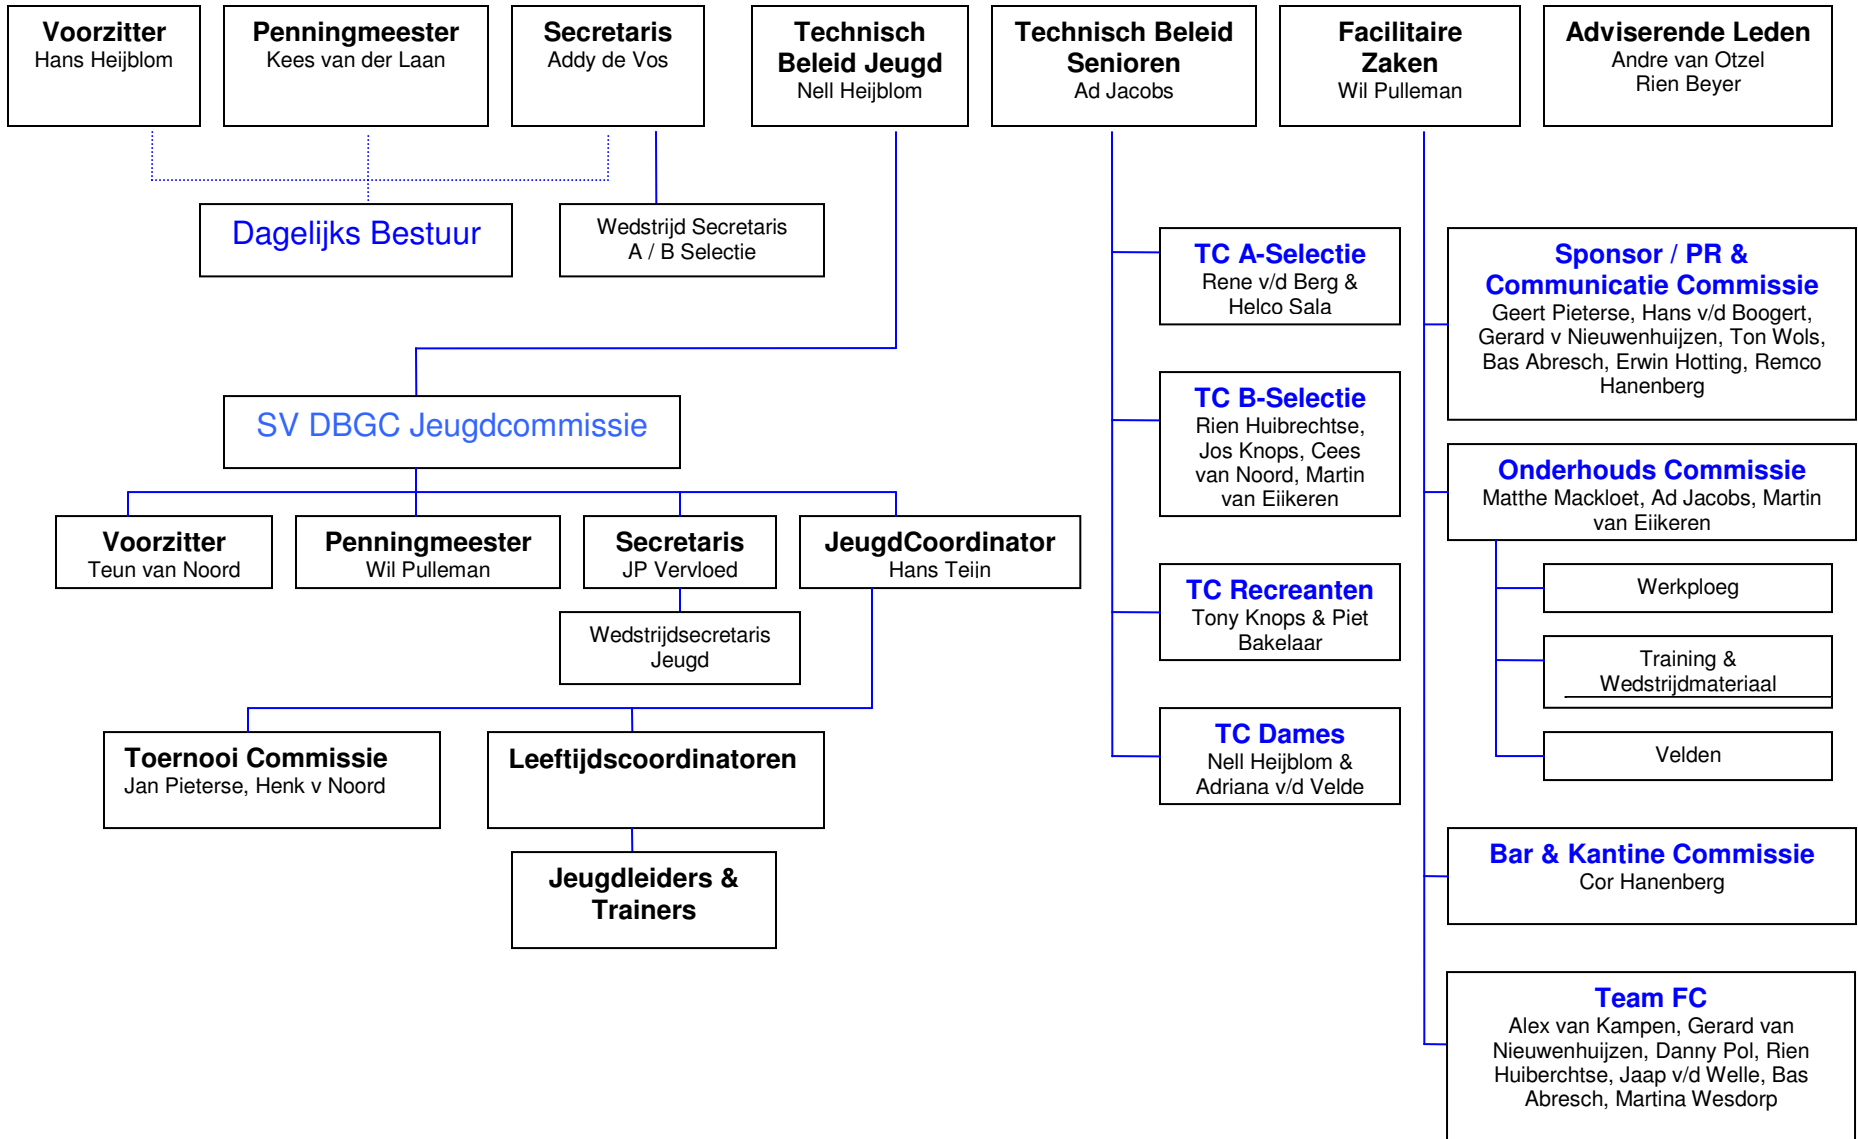 Voorzitter
Hans Heijblom
Penningmeester
Kees van der Laan
Secretaris
Addy de Vos
Technisch
Beleid Jeugd
Nell Heijblom
Technisch Beleid
Senioren
Ad Jacobs
Facilitaire
Zaken
Wil Pulleman
Adviserende Leden
Andre van Otzel
Rien Beyer
Dagelijks Bestuur
Wedstrijd Secretaris
A / B Selectie
SV DBGC Jeugdcommissie
Voorzitter
Teun van Noord
Penningmeester
Wil Pulleman
Secretaris
JP Vervloed
JeugdCoordinator
Hans Teijn
Wedstrijdsecretaris
Jeugd
Toernooi Commissie
Jan Pieterse, Henk v Noord
Leeftijdscoordinatoren
Jeugdleiders &
Trainers
TC A-Selectie
Rene v/d Berg &
Helco Sala
TC B-Selectie
Rien Huibrechtse,
Jos Knops, Cees
van Noord, Martin
van Eijkeren
TC Recreanten
Tony Knops & Piet
Bakelaar
TC Dames
Nell Heijblom &
Adriana v/d Velde
Sponsor / PR &
Communicatie Commissie
Geert Pieterse, Hans v/d Boogert,
Gerard v Nieuwenhuijzen, Ton Wols,
Bas Abresch, Erwin Hotting, Remco
Hanenberg
Onderhouds Commissie
Matthe Mackloet, Ad Jacobs, Martin
van Eijkeren
Werkploeg
Training &
Wedstrijdmateriaal
Velden
Bar & Kantine Commissie
Cor Hanenberg
Team FC
Alex van Kampen, Gerard van
Nieuwenhuijzen, Danny Pol, Rien
Huiberchtse, Jaap v/d Welle, Bas
Abresch, Martina Wesdorp